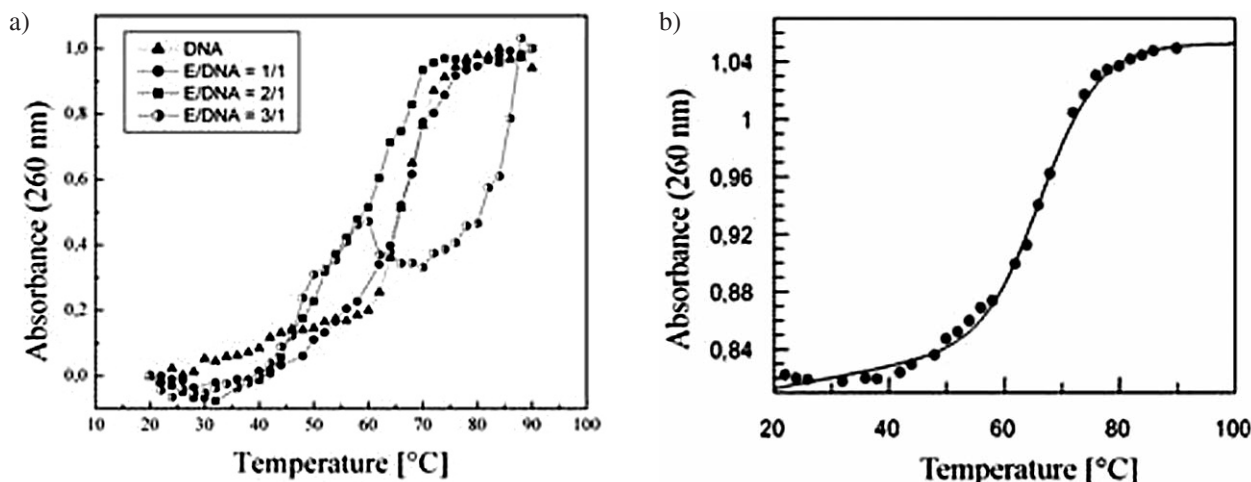 a)
b)
DNA
E/DNA = 1/1
E/DNA = 2/1
E/DNA = 3/1
1,0
0,8
0,6
0,4
0,2
0,0
10 20 30 40 50 60 70 80 90 100
Absorbance (260 nm)
Temperature [°C]
1.04
1
0.96
0.92
0.88
0.84
20 40 60 80 100
Absorbance (260 nm)
Temperature [°C]